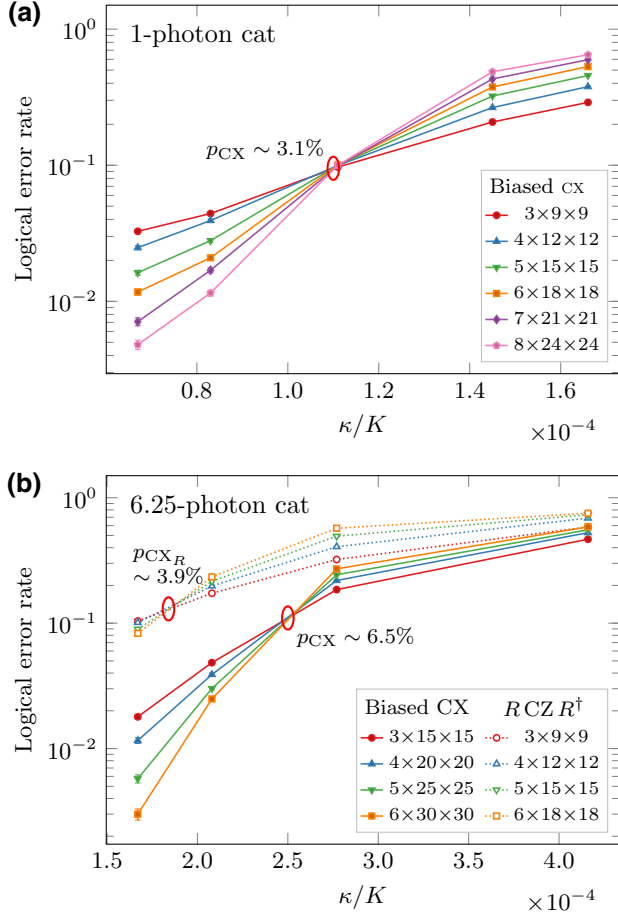 (a)
1-photon cat
10⁰
10⁻¹
10⁻²
Logical error rate
p_CX ∼ 3.1%
Biased CX
3×9×9
4×12×12
5×15×15
6×18×18
7×21×21
8×24×24
0.8 1.0 1.2 1.4 1.6
κ/K
×10⁻⁴
(b)
6.25-photon cat
10⁰
10⁻¹
10⁻²
Logical error rate
p_CX_R
∼ 3.9%
p_CX ∼ 6.5%
Biased CX R CZ R†
3×15×15 3×9×9
4×20×20 4×12×12
5×25×25 5×15×15
6×30×30 6×18×18
1.5 2.0 2.5 3.0 3.5 4.0
κ/K
×10⁻⁴